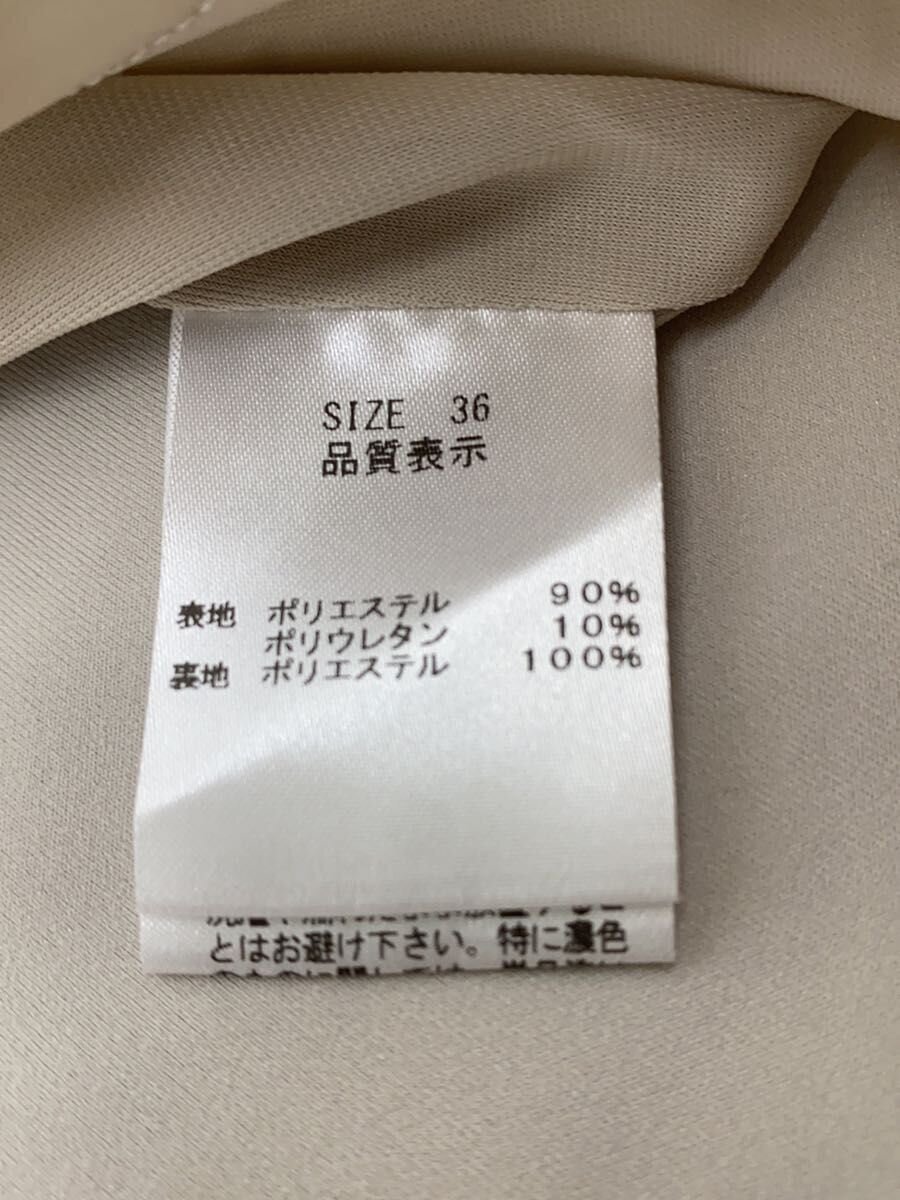 SIZE 36
品質表示
表地 ポリエステル 90%
ポリウレタン 10%
裏地 ポリエステル 100%
とはお避け下さい。特に濃色